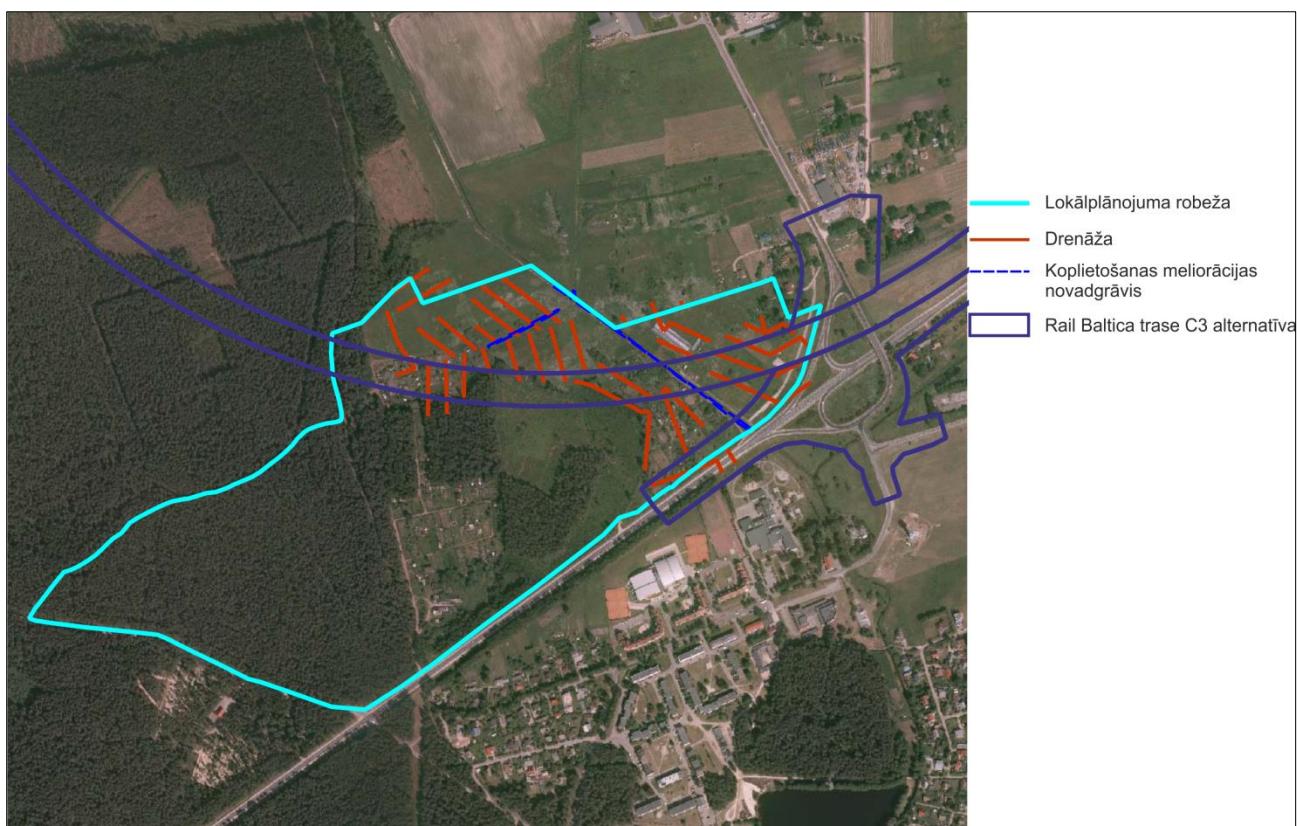 Lokālplānojuma robeža
Drenāža
Koplietošanas meliorācijas
novadgrāvis
Rail Baltica trase C3 alternatīva